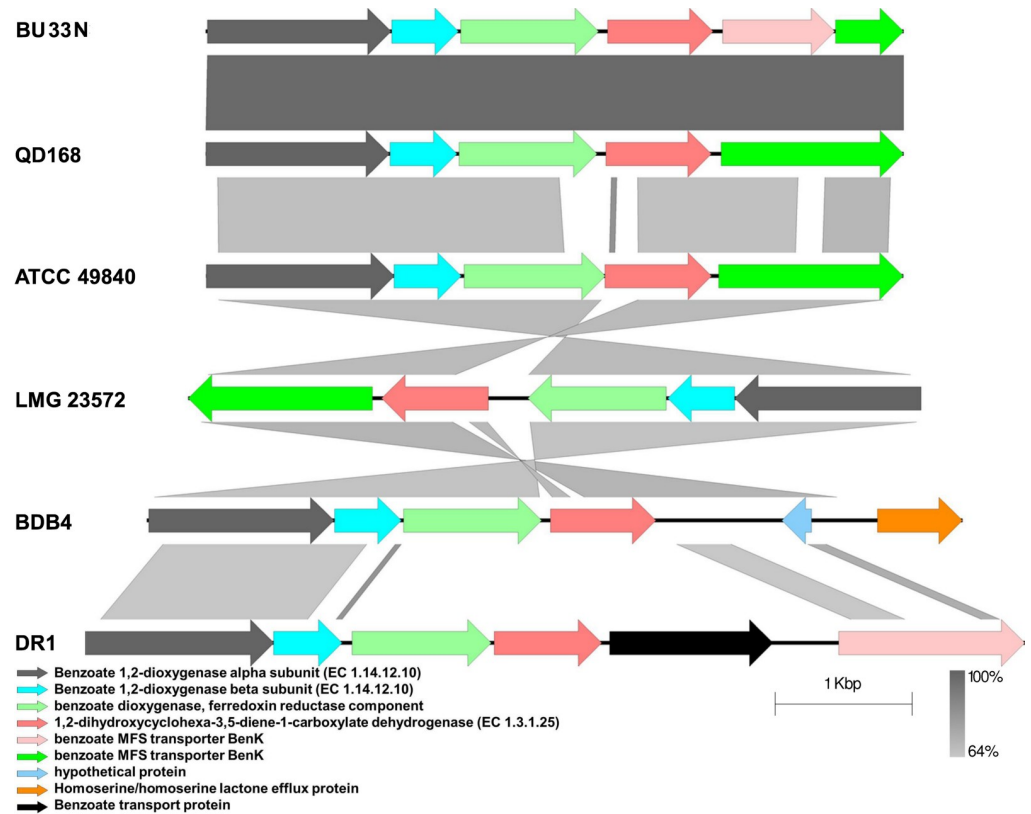 BU33N
QD168
ATCC 49840
LMG 23572
BDB4
DR1
Benzoate 1,2-dioxygenase alpha subunit (EC 1.14.12.10)
Benzoate 1,2-dioxygenase beta subunit (EC 1.14.12.10)
benzoate dioxygenase, ferredoxin reductase component
1,2-dihydroxycyclohexa-3,5-diene-1-carboxylate dehydrogenase (EC 1.3.1.25)
benzoate MFS transporter BenK
benzoate MFS transporter BenK
hypothetical protein
Homoserine/homoserine lactone efflux protein
Benzoate transport protein
1 Kbp
100%
64%